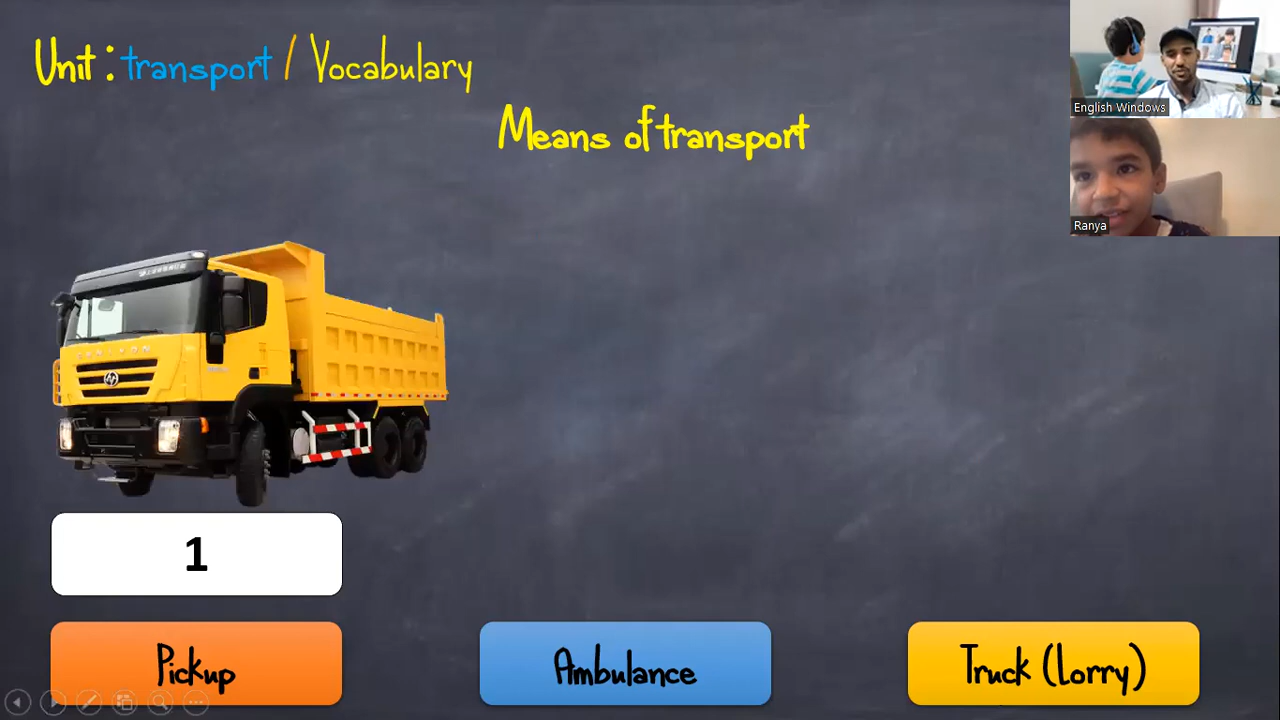 Unit : transport / Vocabulary
Means of transport
English Windows
Ranya
1
Pickup
Ambulance
Truck (Lorry)